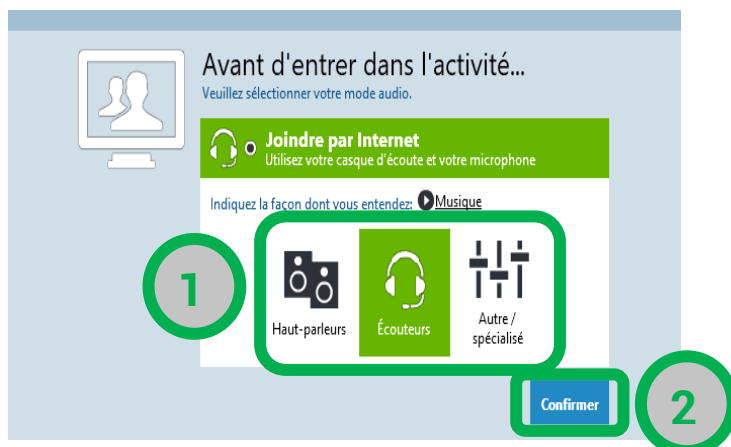 Avant d'entrer dans l'activité...
Veuillez sélectionner votre mode audio.
Joindre par Internet
Utilisez votre casque d'écoute et votre microphone
Indiquez la façon dont vous entendez: Musique
1
Haut-parleurs
Écouteurs
Autre /
spécialisé
Confirmer
2